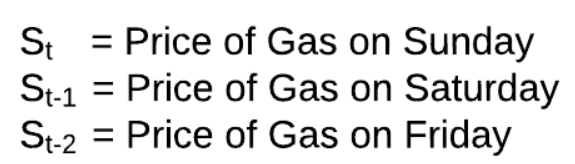 St = Price of Gas on Sunday
St-1 = Price of Gas on Saturday
St-2 = Price of Gas on Friday